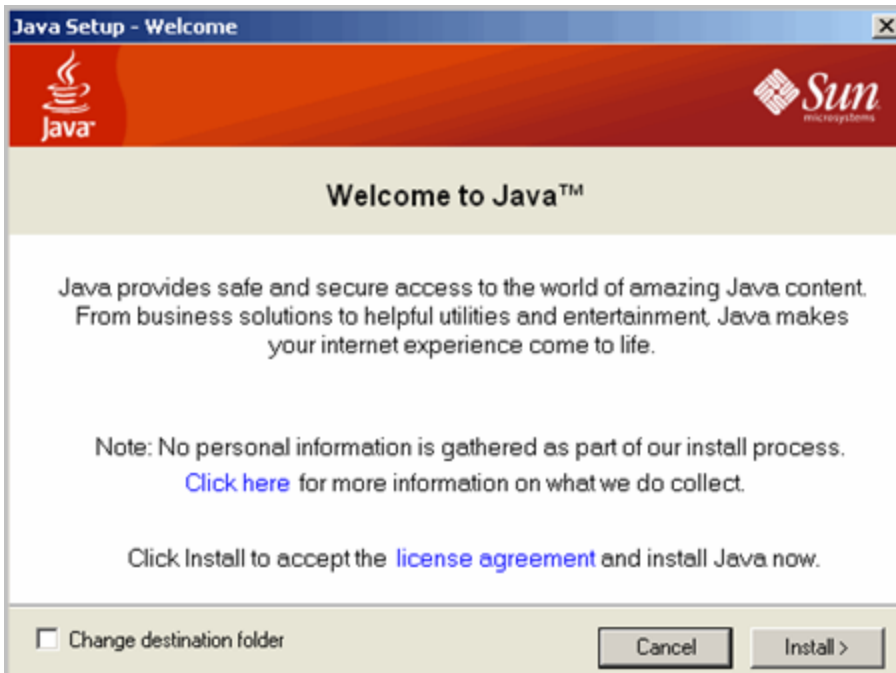 Java Setup - Welcome
Java™
Sun
microsystems
Welcome to Java™
Java provides safe and secure access to the world of amazing Java content.
From business solutions to helpful utilities and entertainment, Java makes
your internet experience come to life.
Note: No personal information is gathered as part of our install process.
Click here for more information on what we do collect.
Click Install to accept the license agreement and install Java now.
Change destination folder
Cancel
Install >